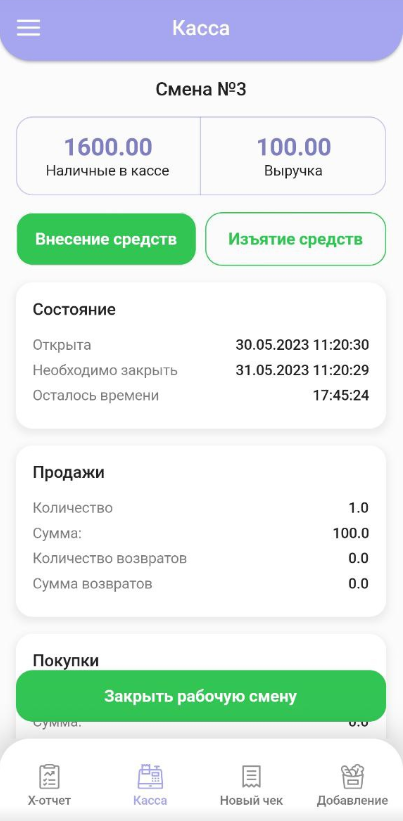 Касса
Смена №3
1600.00 100.00
Наличные в кассе Выручка
Внесение средств Изъятие средств
Состояние
Открыта 30.05.2023 11:20:30
Необходимо закрыть 31.05.2023 11:20:29
Осталось времени 17:45:24
Продажи
Количество 1.0
Сумма: 100.0
Количество возвратов 0.0
Сумма возвратов 0.0
Покупки
Закрыть рабочую смену
Сумма: 0.0
X-отчет Касса Новый чек Добавление